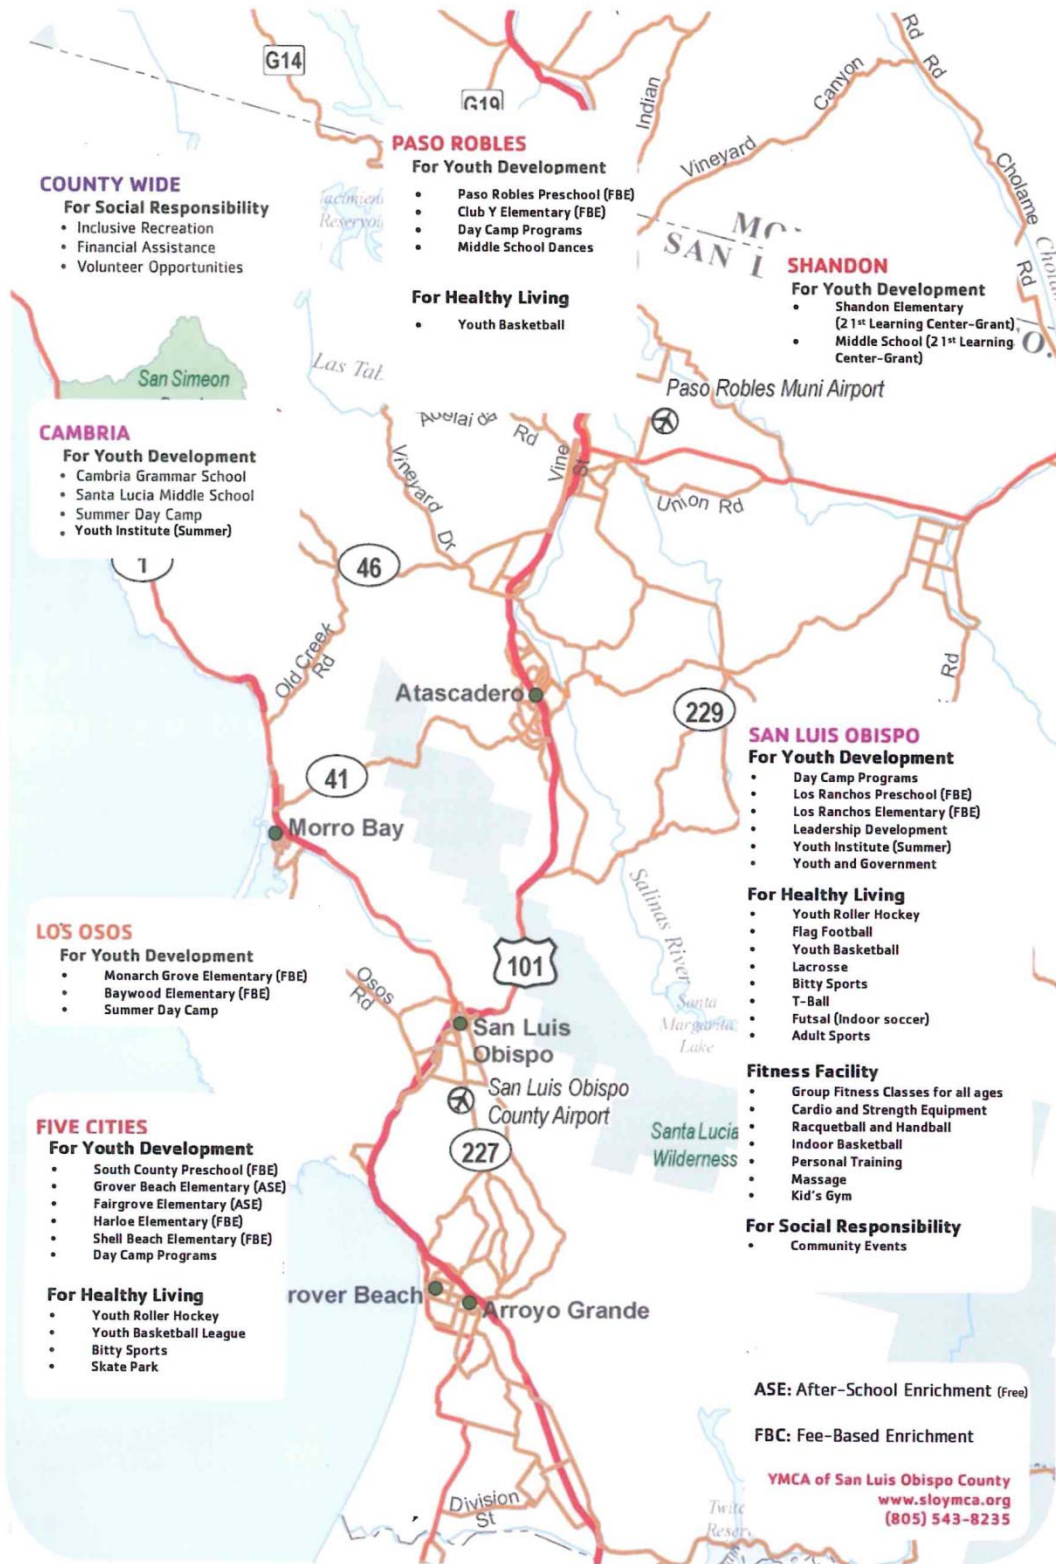 G14
G19
Indian
Canyon
Vineyard
Rd
Rd
Cholame
Rd
COUNTY WIDE
For Social Responsibility
• Inclusive Recreation
• Financial Assistance
• Volunteer Opportunities
PASO ROBLES
For Youth Development
• Paso Robles Preschool (FBE)
• Club Y Elementary (FBE)
• Day Camp Programs
• Middle School Dances
For Healthy Living
• Youth Basketball
Reservoir
SAN L
SHANDON
For Youth Development
• Shandon Elementary
(21st Learning Center-Grant)
• Middle School (21st Learning
Center-Grant)
O.
San Simeon
Las Tab
Paso Robles Muni Airport
CAMBRIA
For Youth Development
• Cambria Grammar School
• Santa Lucia Middle School
• Summer Day Camp
• Youth Institute (Summer)
Rd
Vineyard
Dr
Vine
St
Union Rd
1
46
Old Creek
Rd
Rd
Atascadero
229
41
Morro Bay
SAN LUIS OBISPO
For Youth Development
• Day Camp Programs
• Los Ranchos Preschool (FBE)
• Los Ranchos Elementary (FBE)
• Leadership Development
• Youth Institute (Summer)
• Youth and Government
For Healthy Living
• Youth Roller Hockey
• Flag Football
• Youth Basketball
• Lacrosse
• Bitty Sports
• T-Ball
• Futsal (Indoor soccer)
• Adult Sports
Fitness Facility
• Group Fitness Classes for all ages
• Cardio and Strength Equipment
• Racquetball and Handball
• Indoor Basketball
• Personal Training
• Massage
• Kid's Gym
For Social Responsibility
• Community Events
Salinas River
Santa
Margarita
Lake
101
LOS OSOS
For Youth Development
• Monarch Grove Elementary (FBE)
• Baywood Elementary (FBE)
• Summer Day Camp
Osos
Rd
San Luis
Obispo
San Luis Obispo
County Airport
227
Santa Lucia
Wilderness
FIVE CITIES
For Youth Development
• South County Preschool (FBE)
• Grover Beach Elementary (ASE)
• Fairgrove Elementary (ASE)
• Harloe Elementary (FBE)
• Shell Beach Elementary (FBE)
• Day Camp Programs
For Healthy Living
• Youth Roller Hockey
• Youth Basketball League
• Bitty Sports
• Skate Park
rover Beach
Arroyo Grande
Division
St
Twitc
Reser
ASE: After-School Enrichment (Free)
FBC: Fee-Based Enrichment
YMCA of San Luis Obispo County
www.sloymca.org
(805) 543-8235